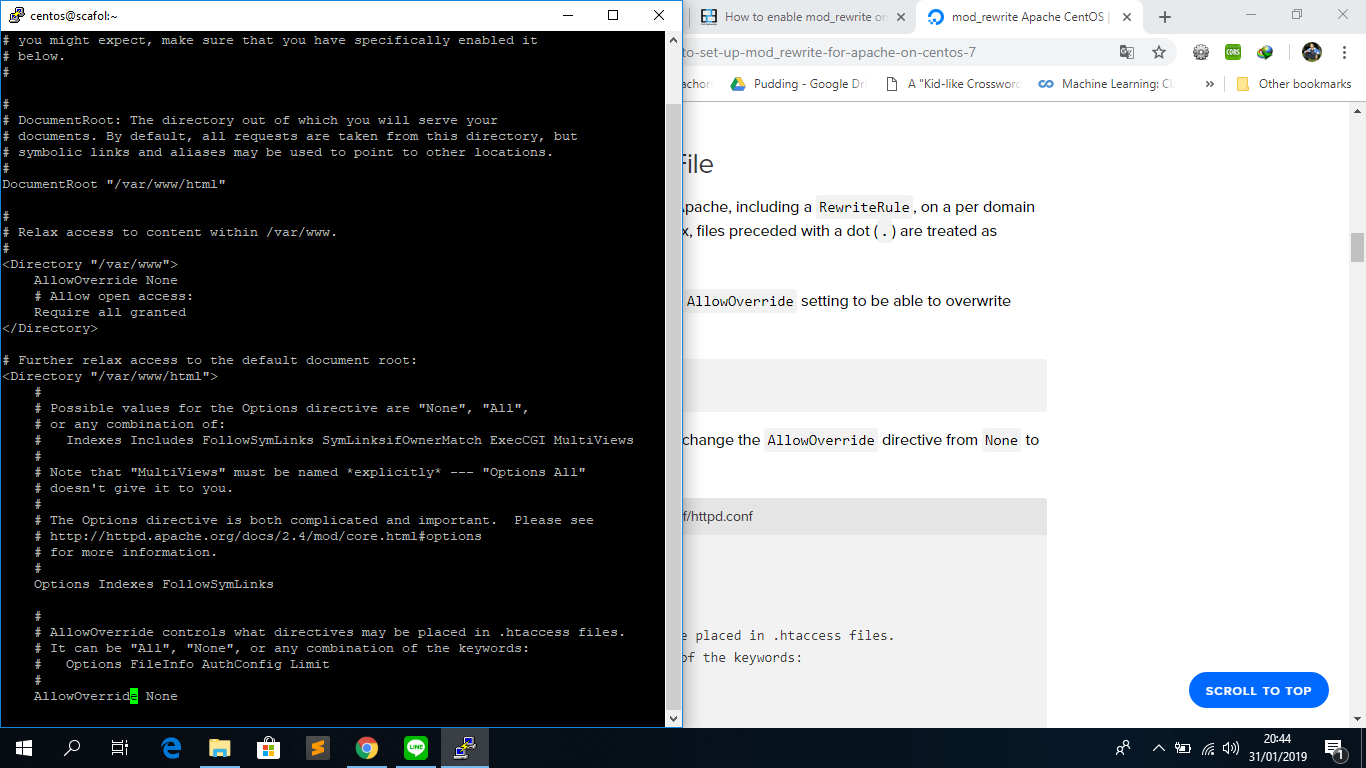 centos@scafol:~
# you might expect, make sure that you have specifically enabled it
# below.
#
#
# DocumentRoot: The directory out of which you will serve your
# documents. By default, all requests are taken from this directory, but
# symbolic links and aliases may be used to point to other locations.
#
DocumentRoot "/var/www/html"
#
# Relax access to content within /var/www.
#
<Directory "/var/www">
    AllowOverride None
    # Allow open access:
    Require all granted
</Directory>
# Further relax access to the default document root:
<Directory "/var/www/html">
    #
    # Possible values for the Options directive are "None", "All",
    # or any combination of:
    #   Indexes Includes FollowSymLinks SymLinksifOwnerMatch ExecCGI MultiViews
    #
    # Note that "MultiViews" must be named *explicitly* --- "Options All"
    # doesn't give it to you.
    #
    # The Options directive is both complicated and important.  Please see
    # http://httpd.apache.org/docs/2.4/mod/core.html#options
    # for more information.
    #
    Options Indexes FollowSymLinks
    #
    # AllowOverride controls what directives may be placed in .htaccess files.
    # It can be "All", "None", or any combination of the keywords:
    #   Options FileInfo AuthConfig Limit
    #
    AllowOverride None
How to enable mod_rewrite on
mod_rewrite Apache CentOS |
to-set-up-mod_rewrite-for-apache-on-centos-7
CORS
achors
Pudding - Google Dri
A "Kid-like Crossword
Machine Learning: Cl
»
Other bookmarks
File
Apache, including a RewriteRule, on a per domain
x, files preceded with a dot (.) are treated as
AllowOverride setting to be able to overwrite
change the AllowOverride directive from None to
f/httpd.conf
e placed in .htaccess files.
of the keywords:
SCROLL TO TOP
LINE
20:44
31/01/2019
1